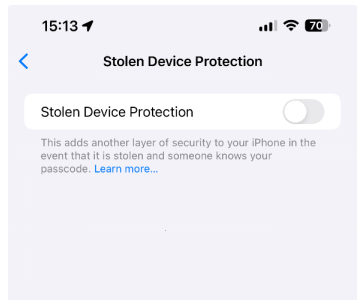 15:13
70
Stolen Device Protection
Stolen Device Protection
This adds another layer of security to your iPhone in the
event that it is stolen and someone knows your
passcode. Learn more...